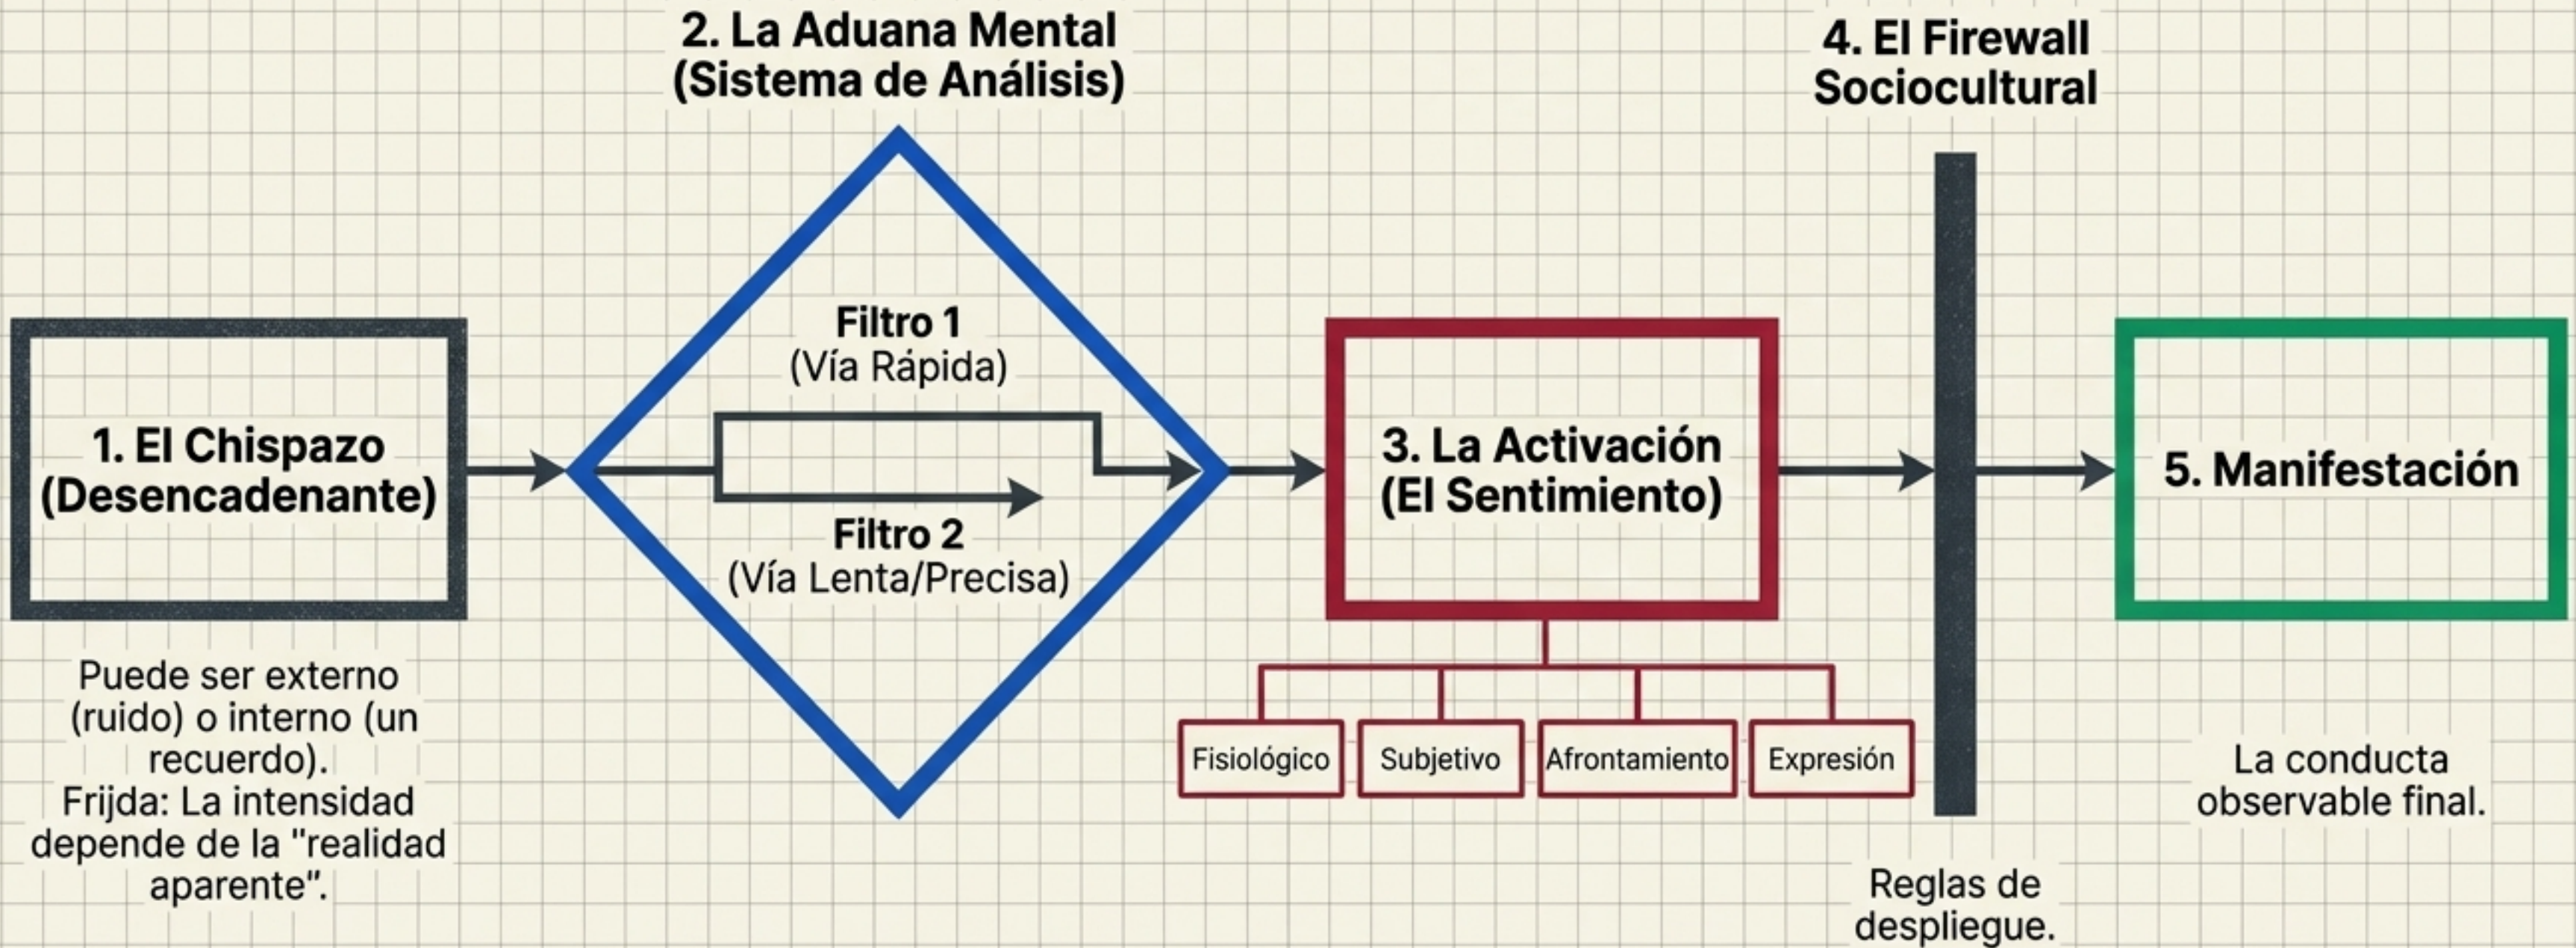 1. El Chispazo
(Desencadenante)
Puede ser externo
(ruido) o interno (un
recuerdo).
Frijda: La intensidad
depende de la "realidad
aparente".
2. La Aduana Mental
(Sistema de Análisis)
Filtro 1
(Vía Rápida)
Filtro 2
(Vía Lenta/Precisa)
3. La Activación
(El Sentimiento)
Fisiológico
Subjetivo
Afrontamiento
Expresión
4. El Firewall
Sociocultural
Reglas de
despliegue.
5. Manifestación
La conducta
observable final.